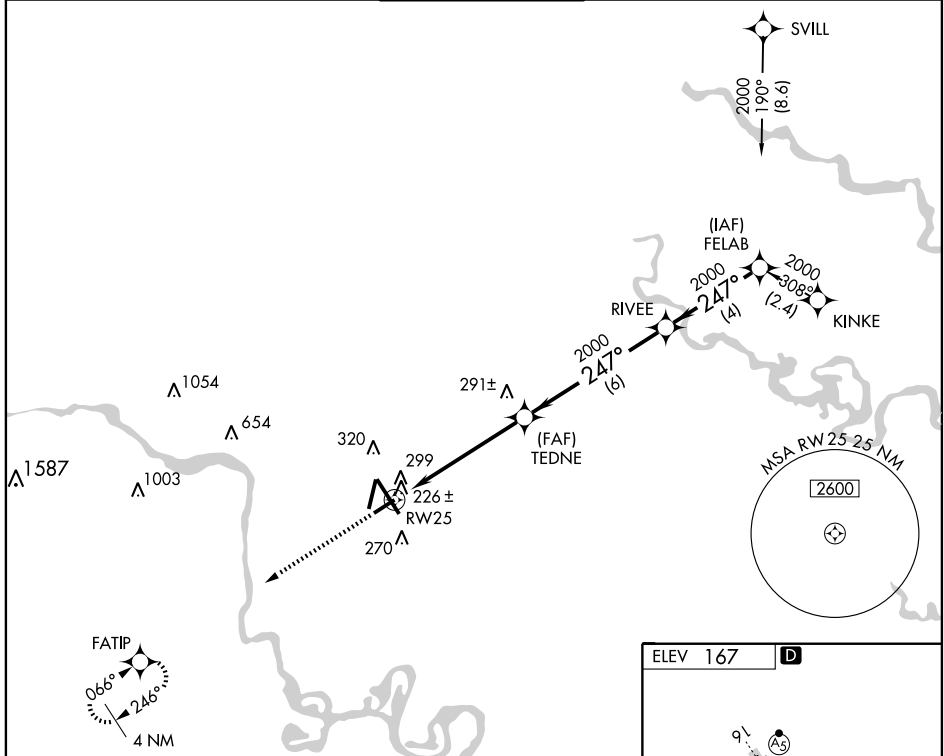 SVILL
2000
190°
(8.6)
(IAF)
FELAB
2000
308°
(2.4)
KINKE
2000
247°
(4)
RIVEE
2000
247°
(6)
(FAF)
TEDNE
291±
1054
654
320
299
226 ±
RW25
270
1587
1003
MSA RW 25 25 NM
2600
FATIP
066°
246°
4 NM
ELEV 167 D
16
A5